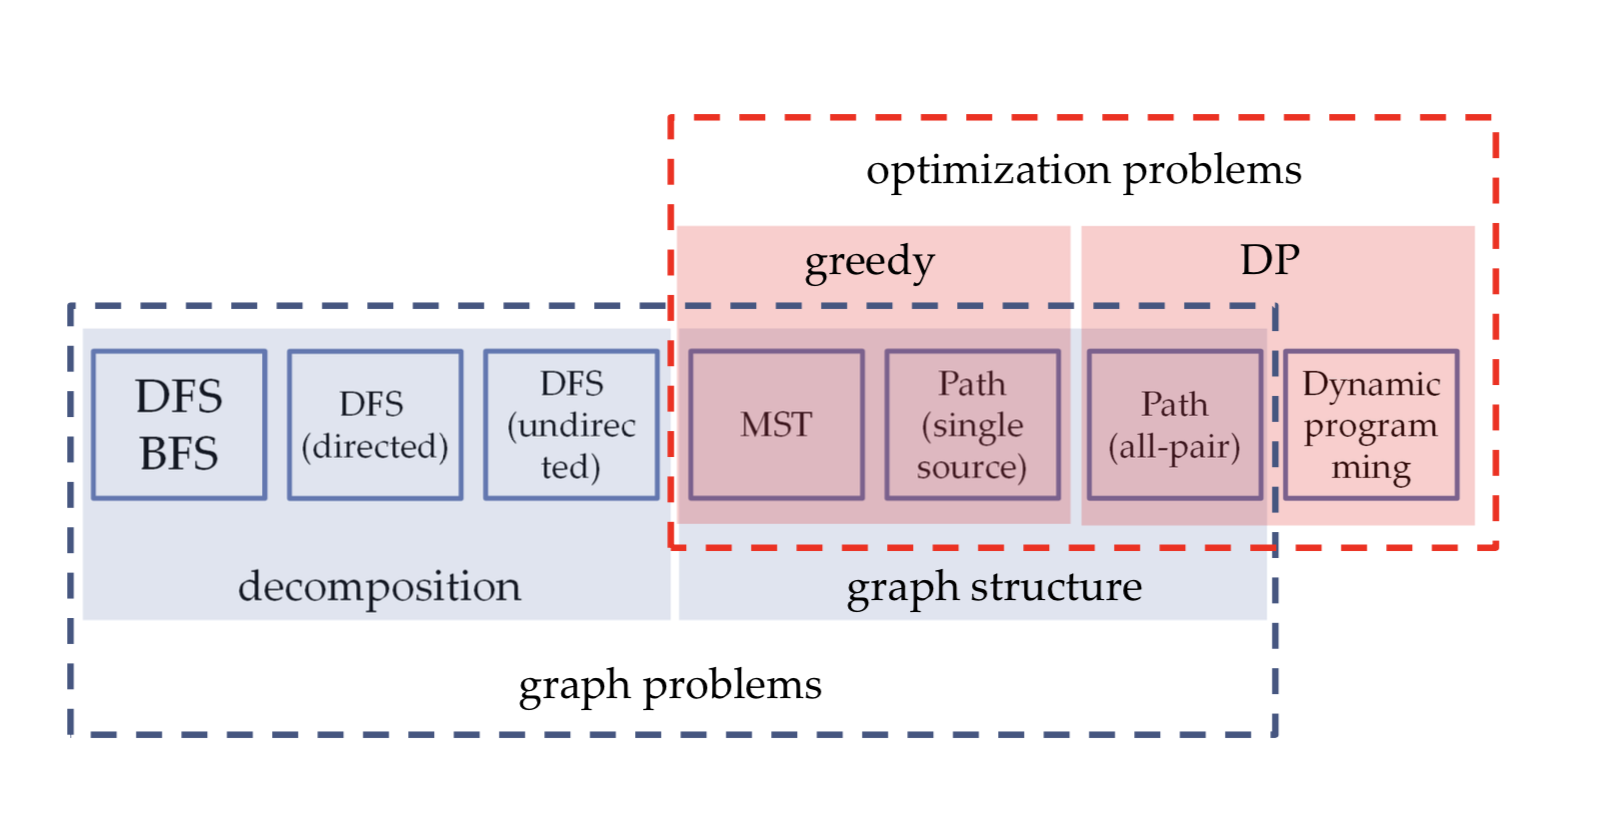 optimization problems
greedy
DP
DFS
BFS
DFS
(directed)
DFS
(undirec
ted)
MST
Path
(single
source)
Path
(all-pair)
Dynamic
program
ming
decomposition
graph structure
graph problems